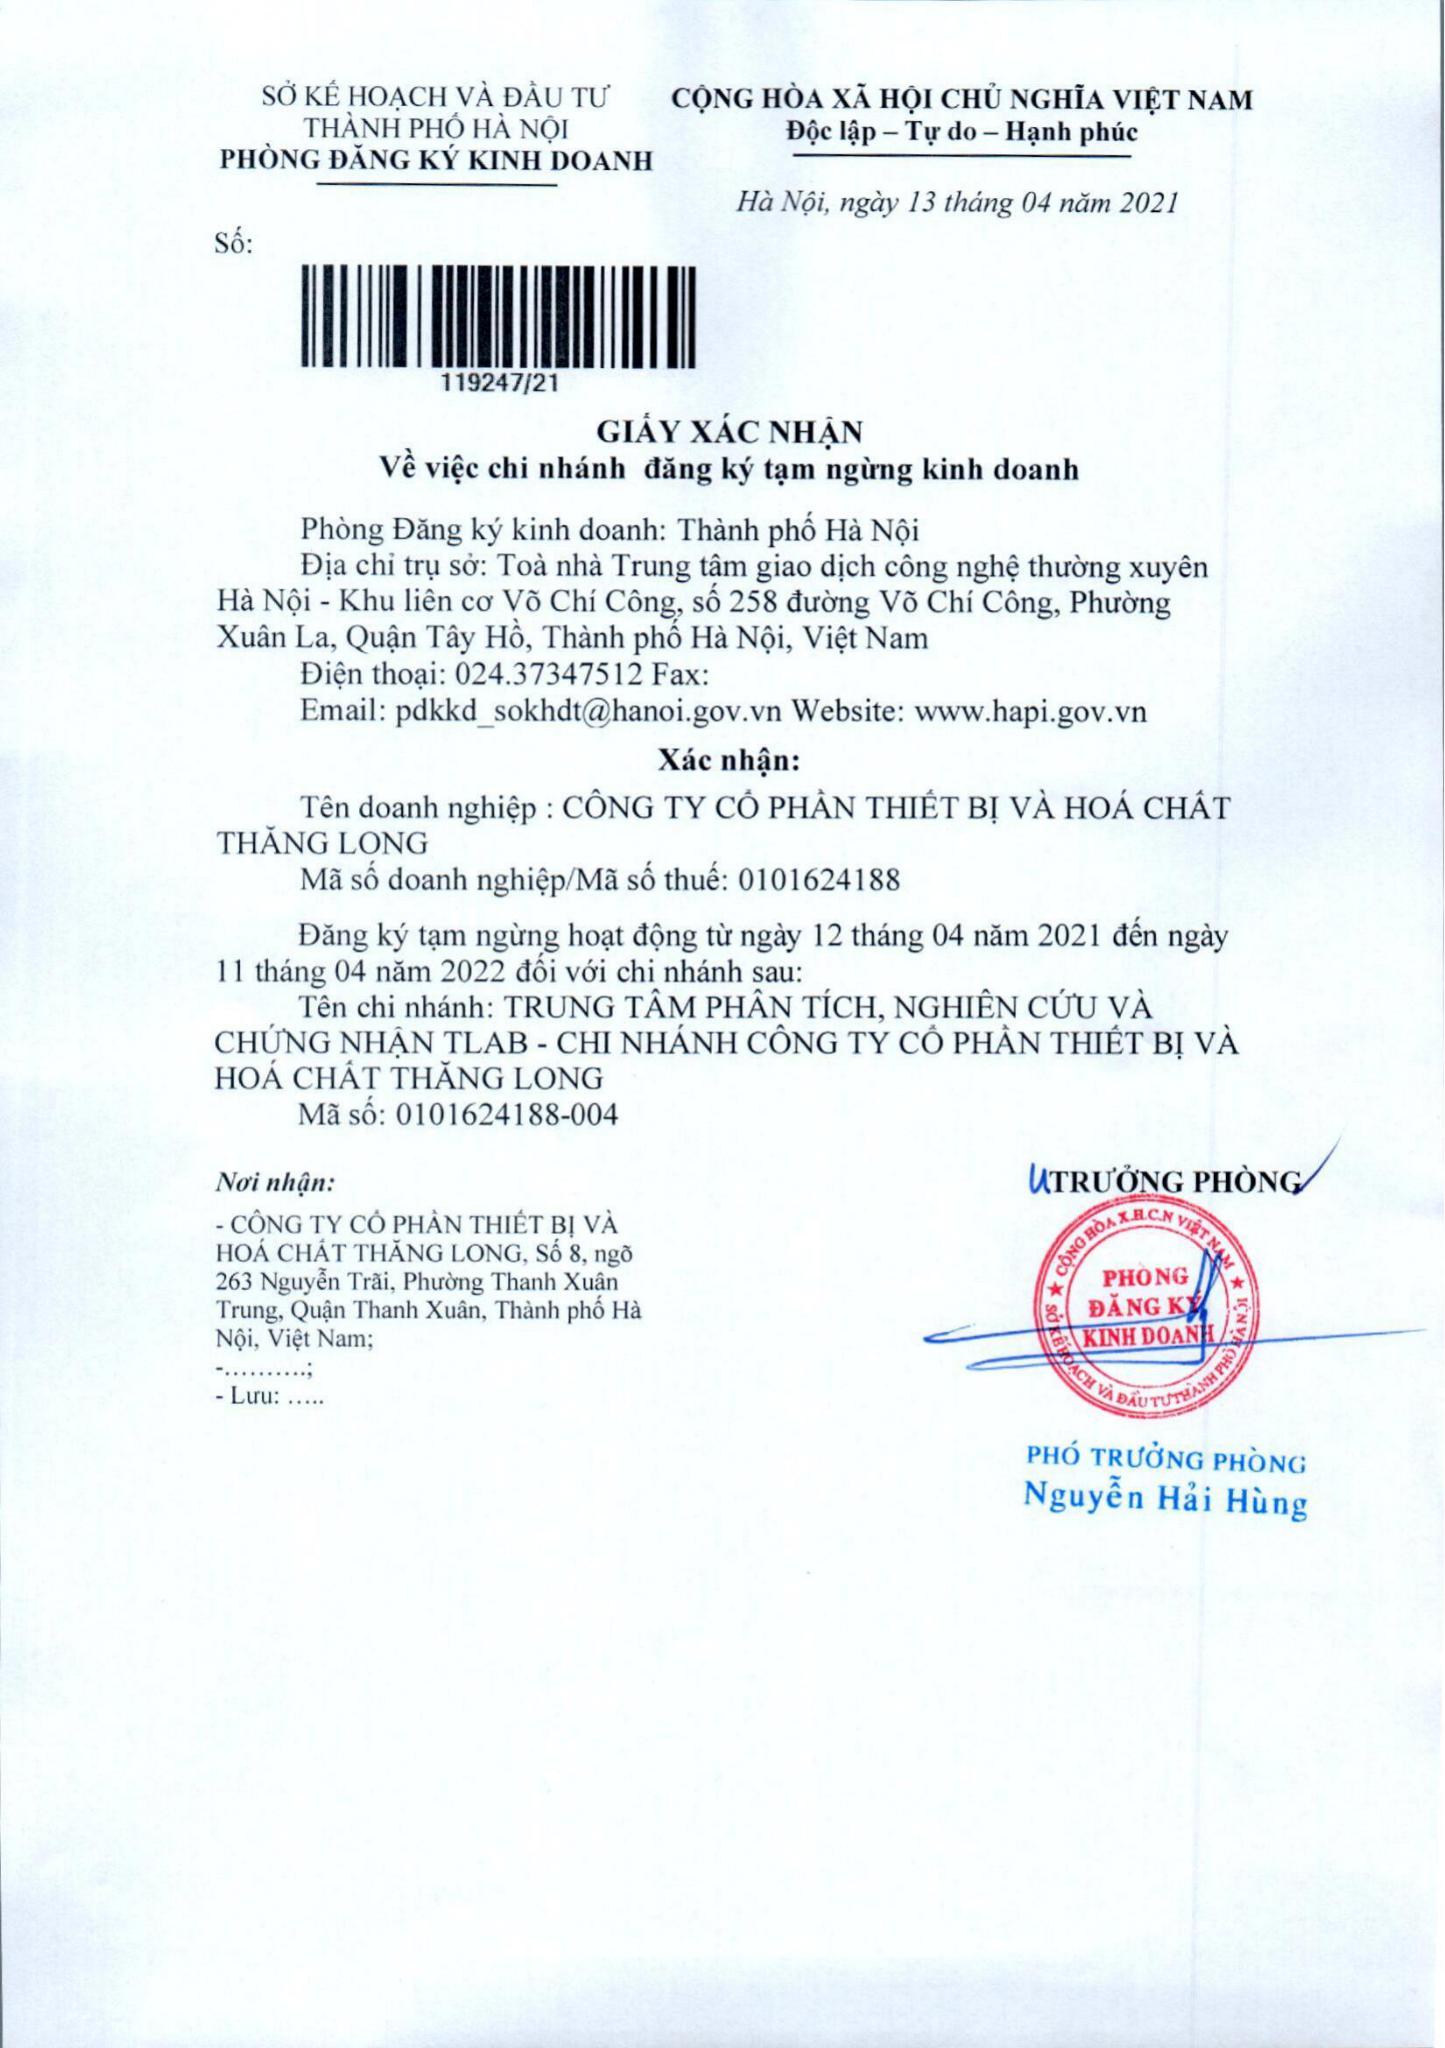 SỞ KẾ HOẠCH VÀ ĐẦU TƯ
THÀNH PHỐ HÀ NỘI
PHÒNG ĐĂNG KÝ KINH DOANH
CỘNG HÒA XÃ HỘI CHỦ NGHĨA VIỆT NAM
Độc lập – Tự do – Hạnh phúc
Hà Nội, ngày 13 tháng 04 năm 2021
Số:
119247/21
GIẤY XÁC NHẬN
Về việc chi nhánh đăng ký tạm ngừng kinh doanh
Phòng Đăng ký kinh doanh: Thành phố Hà Nội
Địa chỉ trụ sở: Toà nhà Trung tâm giao dịch công nghệ thường xuyên
Hà Nội - Khu liên cơ Võ Chí Công, số 258 đường Võ Chí Công, Phường
Xuân La, Quận Tây Hồ, Thành phố Hà Nội, Việt Nam
Điện thoại: 024.37347512 Fax:
Email: pdkkd_sokhdt@hanoi.gov.vn Website: www.hapi.gov.vn
Xác nhận:
Tên doanh nghiệp : CÔNG TY CỔ PHẦN THIẾT BỊ VÀ HOÁ CHẤT
THĂNG LONG
Mã số doanh nghiệp/Mã số thuế: 0101624188
Đăng ký tạm ngừng hoạt động từ ngày 12 tháng 04 năm 2021 đến ngày
11 tháng 04 năm 2022 đối với chi nhánh sau:
Tên chi nhánh: TRUNG TÂM PHÂN TÍCH, NGHIÊN CỨU VÀ
CHỨNG NHẬN TLAB - CHI NHÁNH CÔNG TY CỔ PHẦN THIẾT BỊ VÀ
HOÁ CHẤT THĂNG LONG
Mã số: 0101624188-004
Nơi nhận:
- CÔNG TY CỔ PHẦN THIẾT BỊ VÀ
HOÁ CHẤT THĂNG LONG, Số 8, ngõ
263 Nguyễn Trãi, Phường Thanh Xuân
Trung, Quận Thanh Xuân, Thành phố Hà
Nội, Việt Nam;
-..........;
- Lưu: .....
TRƯỞNG PHÒNG
CỘNG HÒA X.H.C.N VIỆT NAM
PHÒNG
ĐĂNG KÝ
KINH DOANH
SỞ KẾ HOẠCH VÀ ĐẦU TƯ THÀNH PHỐ HÀ NỘI
PHÓ TRƯỞNG PHÒNG
Nguyễn Hải Hùng